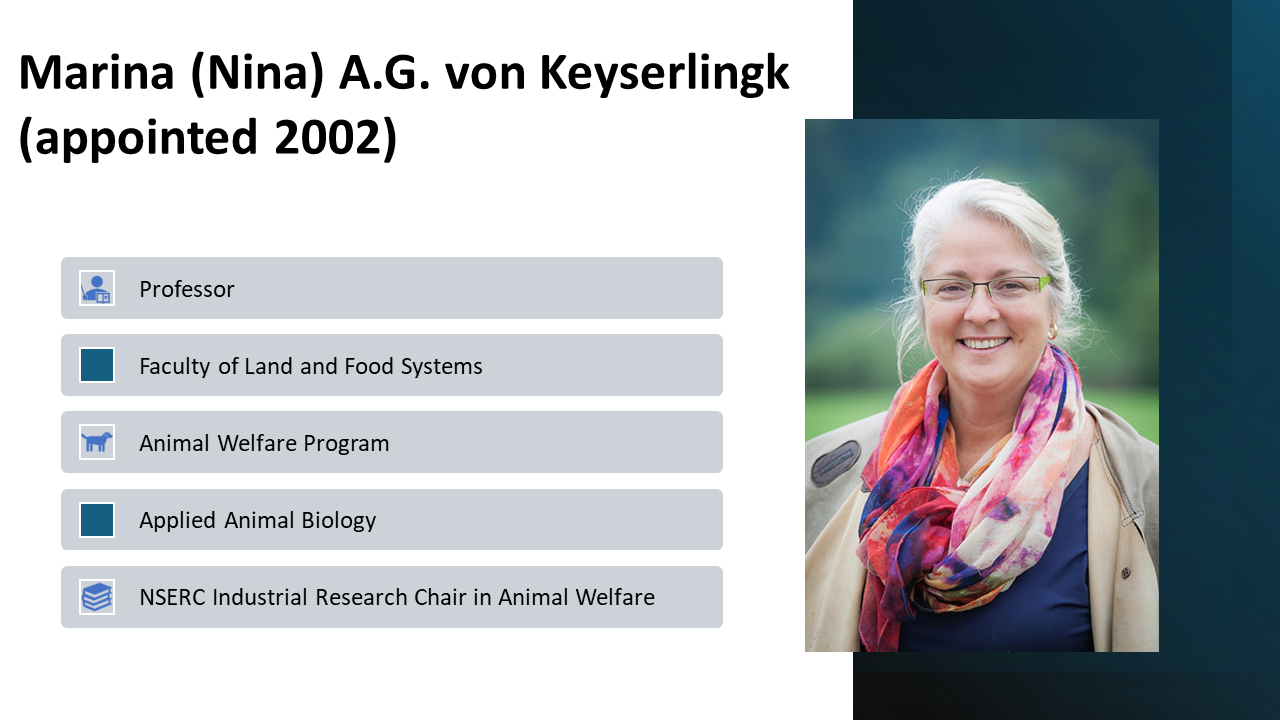 Marina (Nina) A.G. von Keyserlingk
(appointed 2002)
Professor
Faculty of Land and Food Systems
Animal Welfare Program
Applied Animal Biology
NSERC Industrial Research Chair in Animal Welfare